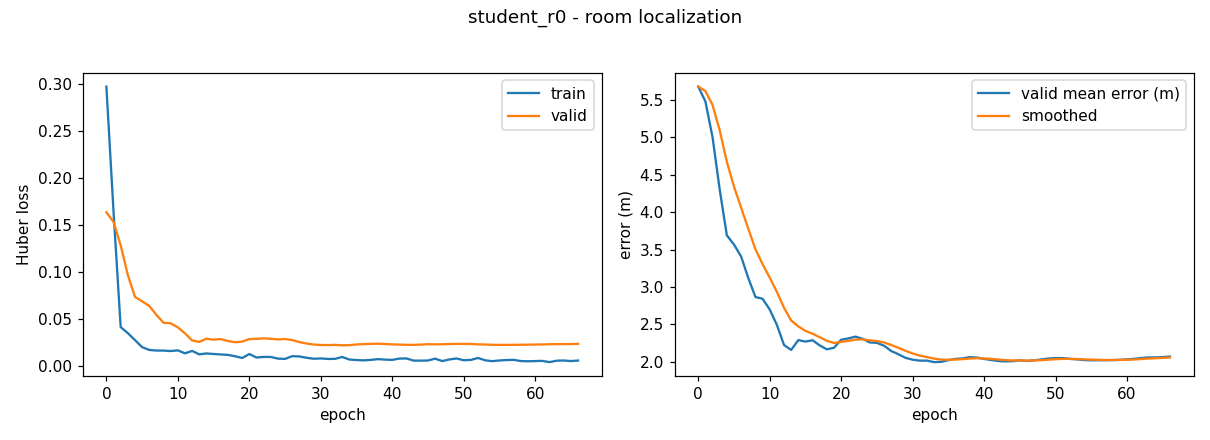 student_r0 - room localization
train
valid
Huber loss
0.30
0.25
0.20
0.15
0.10
0.05
0.00
0 10 20 30 40 50 60
epoch
valid mean error (m)
smoothed
error (m)
5.5
5.0
4.5
4.0
3.5
3.0
2.5
2.0
0 10 20 30 40 50 60
epoch